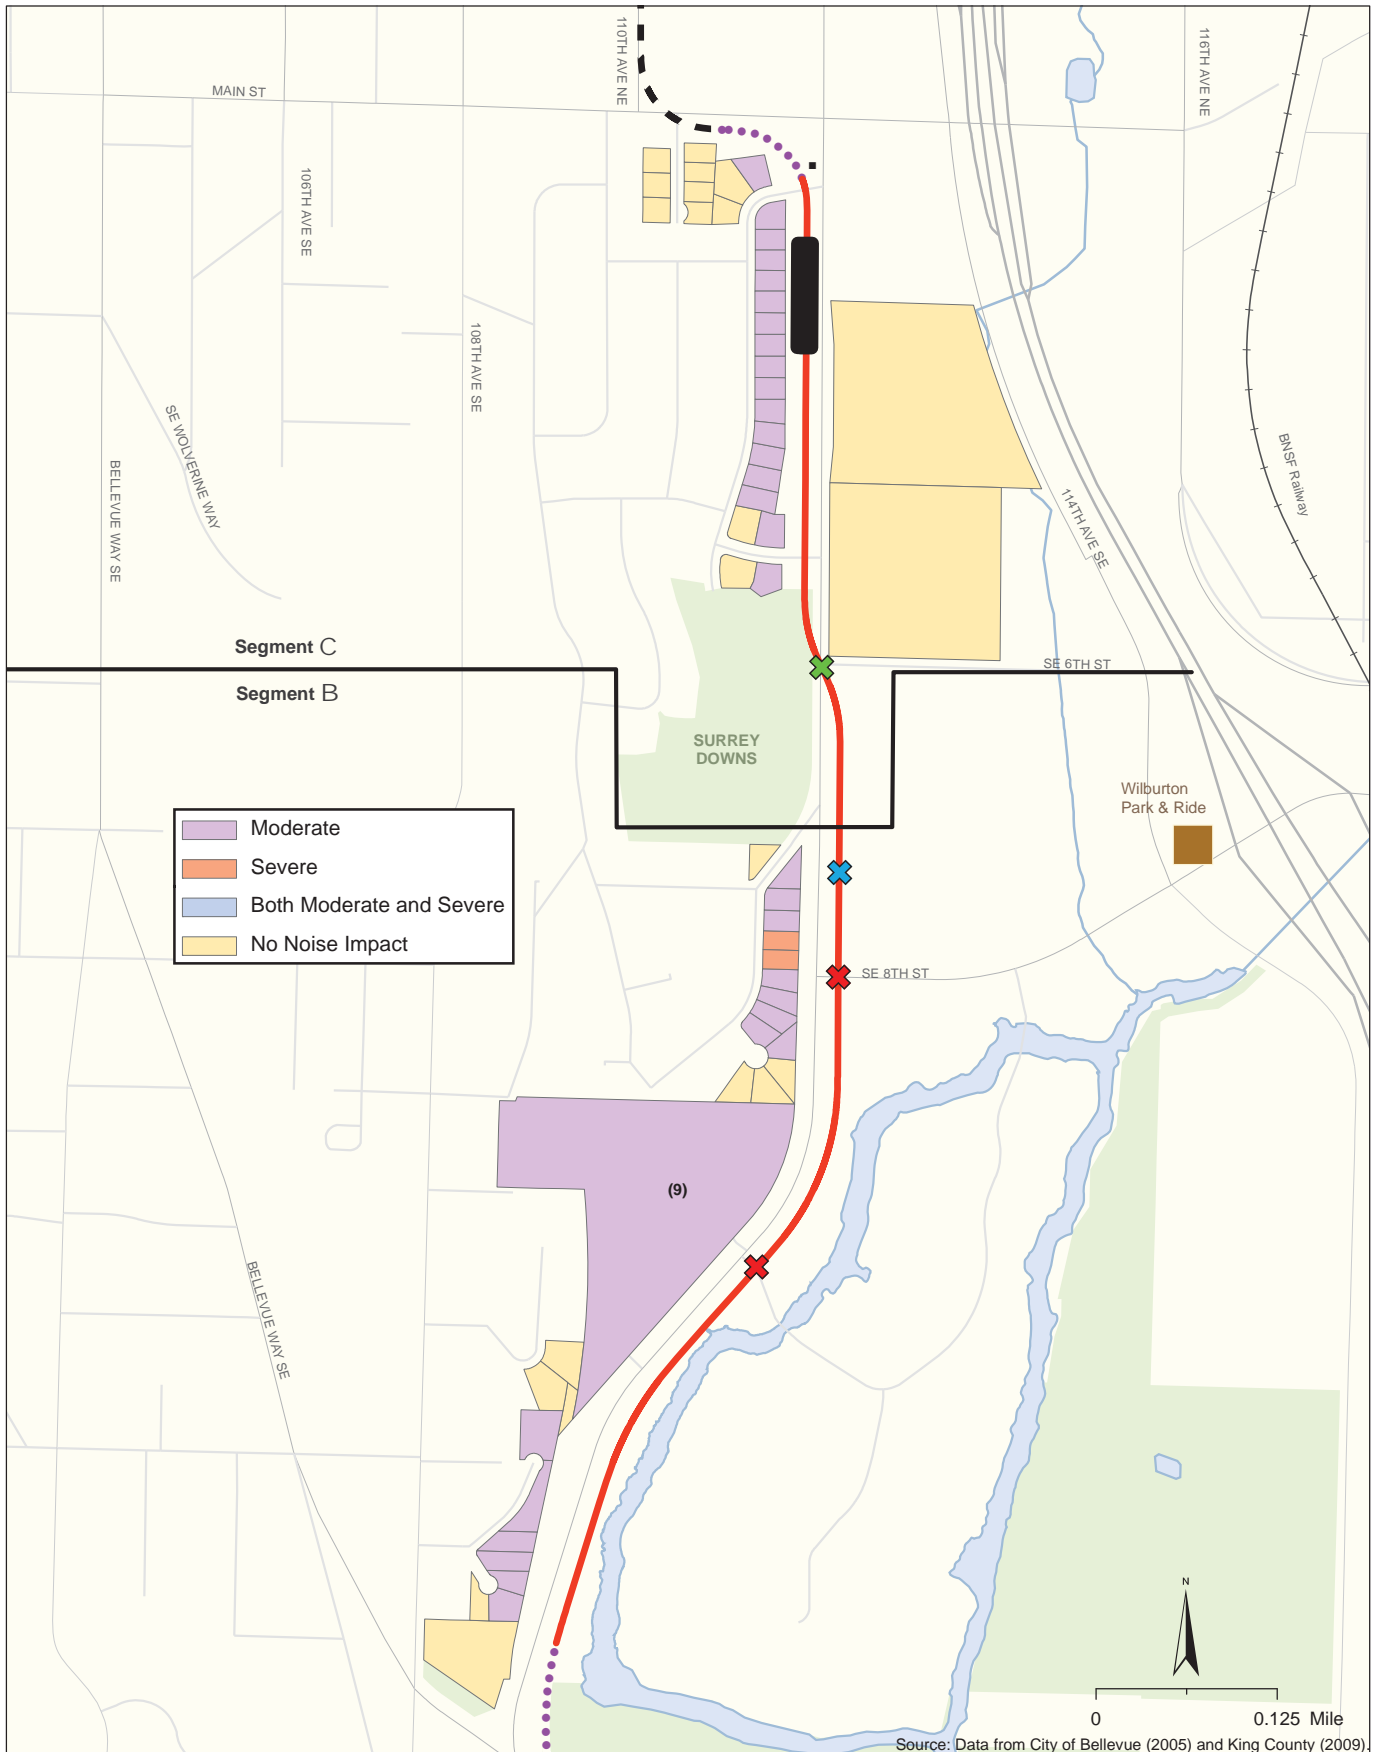 110TH AVE NE
116TH AVE NE
MAIN ST
106TH AVE SE
108TH AVE SE
SE WOLVERINE WAY
BELLEVUE WAY SE
BNSF Railway
114TH AVE SE
Segment C
SE 6TH ST
Segment B
SURREY
DOWNS
Wilburton
Park & Ride
Moderate
Severe
Both Moderate and Severe
No Noise Impact
SE 8TH ST
(9)
BELLEVUE WAY SE
N
0 0.125 Mile
Source: Data from City of Bellevue (2005) and King County (2009).